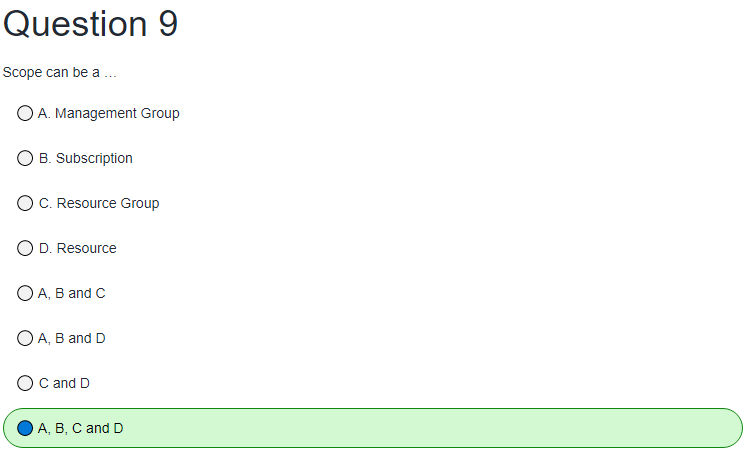 Question 9
Scope can be a ...
A. Management Group
B. Subscription
C. Resource Group
D. Resource
A, B and C
A, B and D
C and D
A, B, C and D